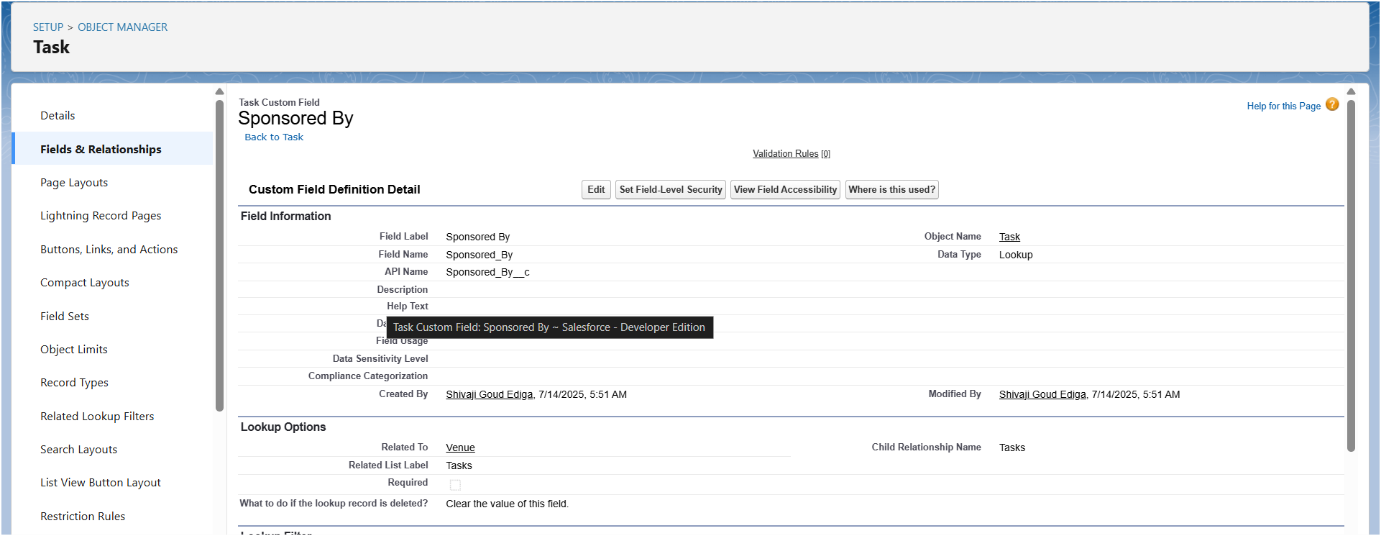 SETUP > OBJECT MANAGER
Task
Details
Fields & Relationships
Page Layouts
Lightning Record Pages
Buttons, Links, and Actions
Compact Layouts
Field Sets
Object Limits
Record Types
Related Lookup Filters
Search Layouts
List View Button Layout
Restriction Rules
Task Custom Field
Sponsored By
Back to Task
Help for this Page ?
Validation Rules [0]
Custom Field Definition Detail
Edit
Set Field-Level Security
View Field Accessibility
Where is this used?
Field Information
Field Label Sponsored By Object Name Task
Field Name Sponsored_By Data Type Lookup
API Name Sponsored_By__c
Description
Help Text
Task Custom Field: Sponsored By ~ Salesforce - Developer Edition
Field Usage
Data Sensitivity Level
Compliance Categorization
Created By Shivaji Goud Ediga, 7/14/2025, 5:51 AM Modified By Shivaji Goud Ediga, 7/14/2025, 5:51 AM
Lookup Options
Related To Venue Child Relationship Name Tasks
Related List Label Tasks
Required
What to do if the lookup record is deleted? Clear the value of this field.